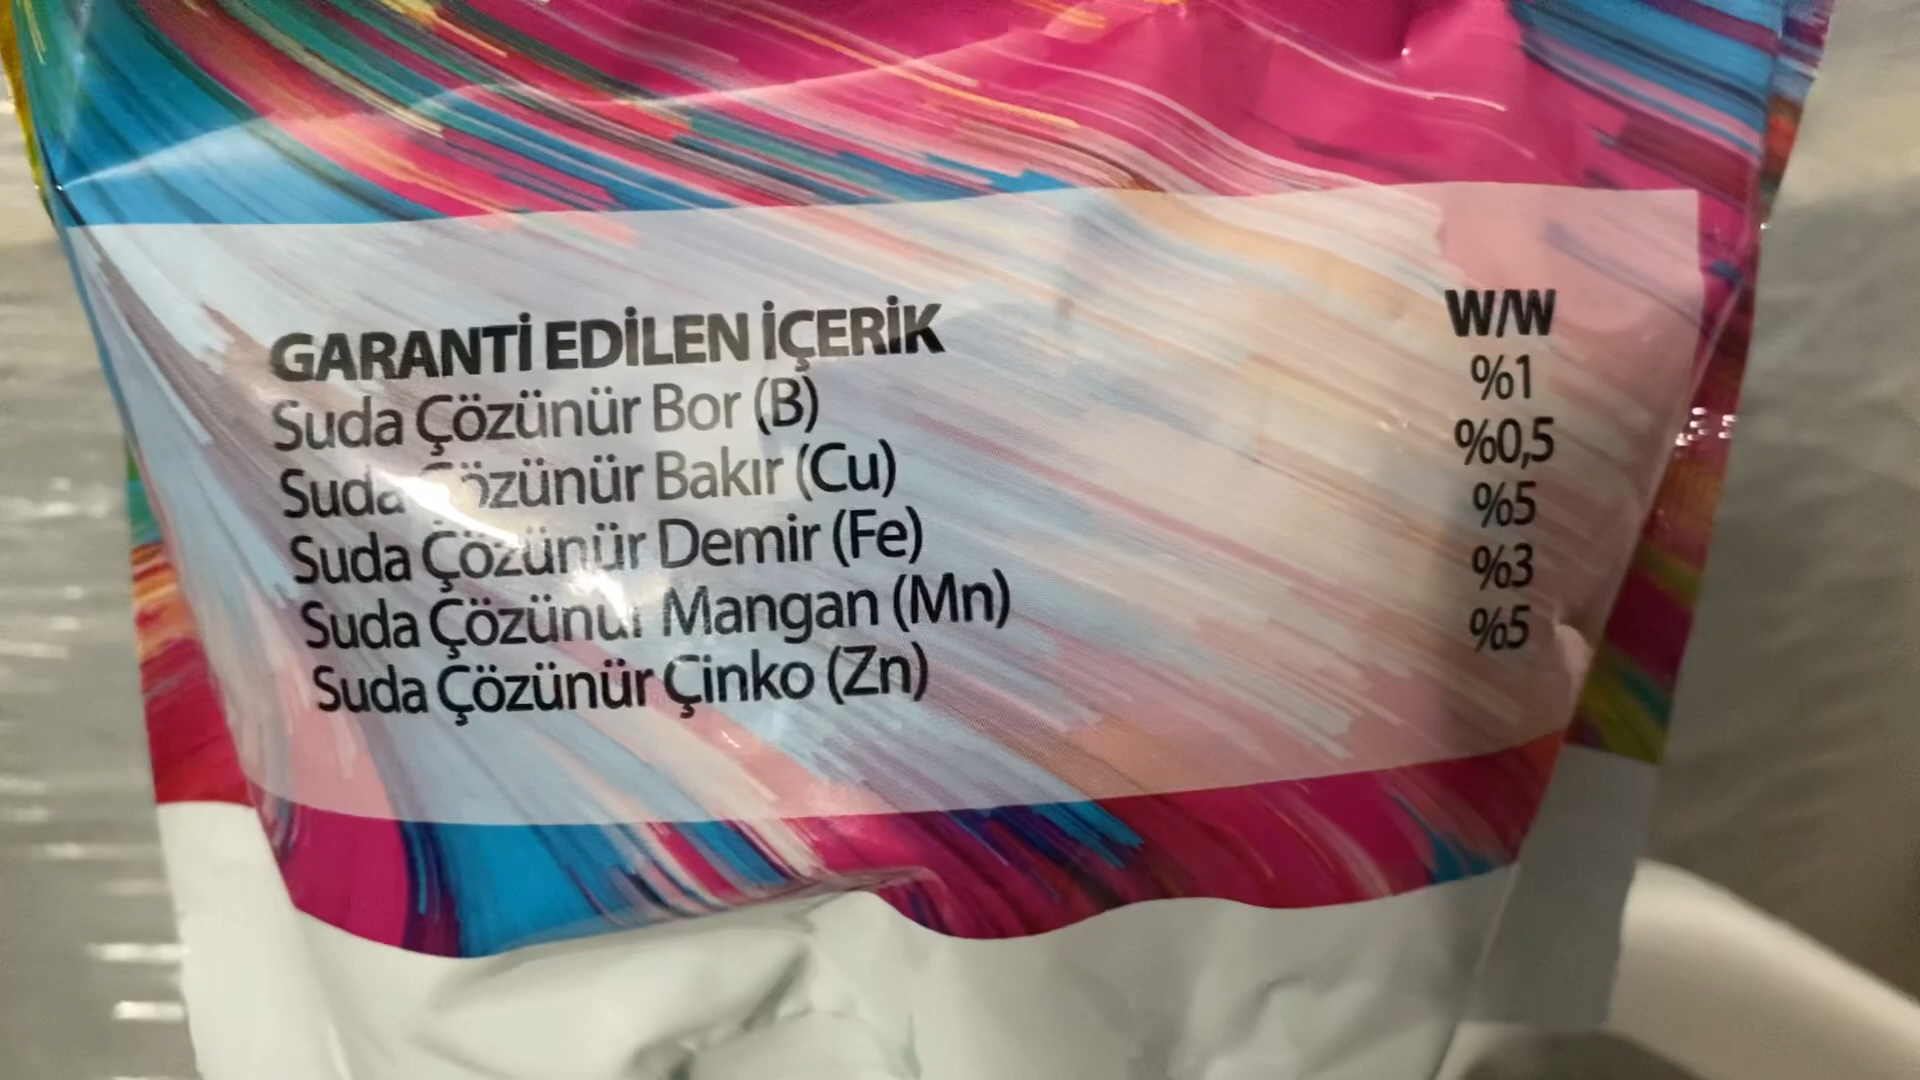 GARANTİ EDİLEN İÇERİK W/W
Suda Çözünür Bor (B) %1
Suda Çözünür Bakır (Cu) %0,5
Suda Çözünür Demir (Fe) %5
Suda Çözünür Mangan (Mn) %3
Suda Çözünür Çinko (Zn) %5